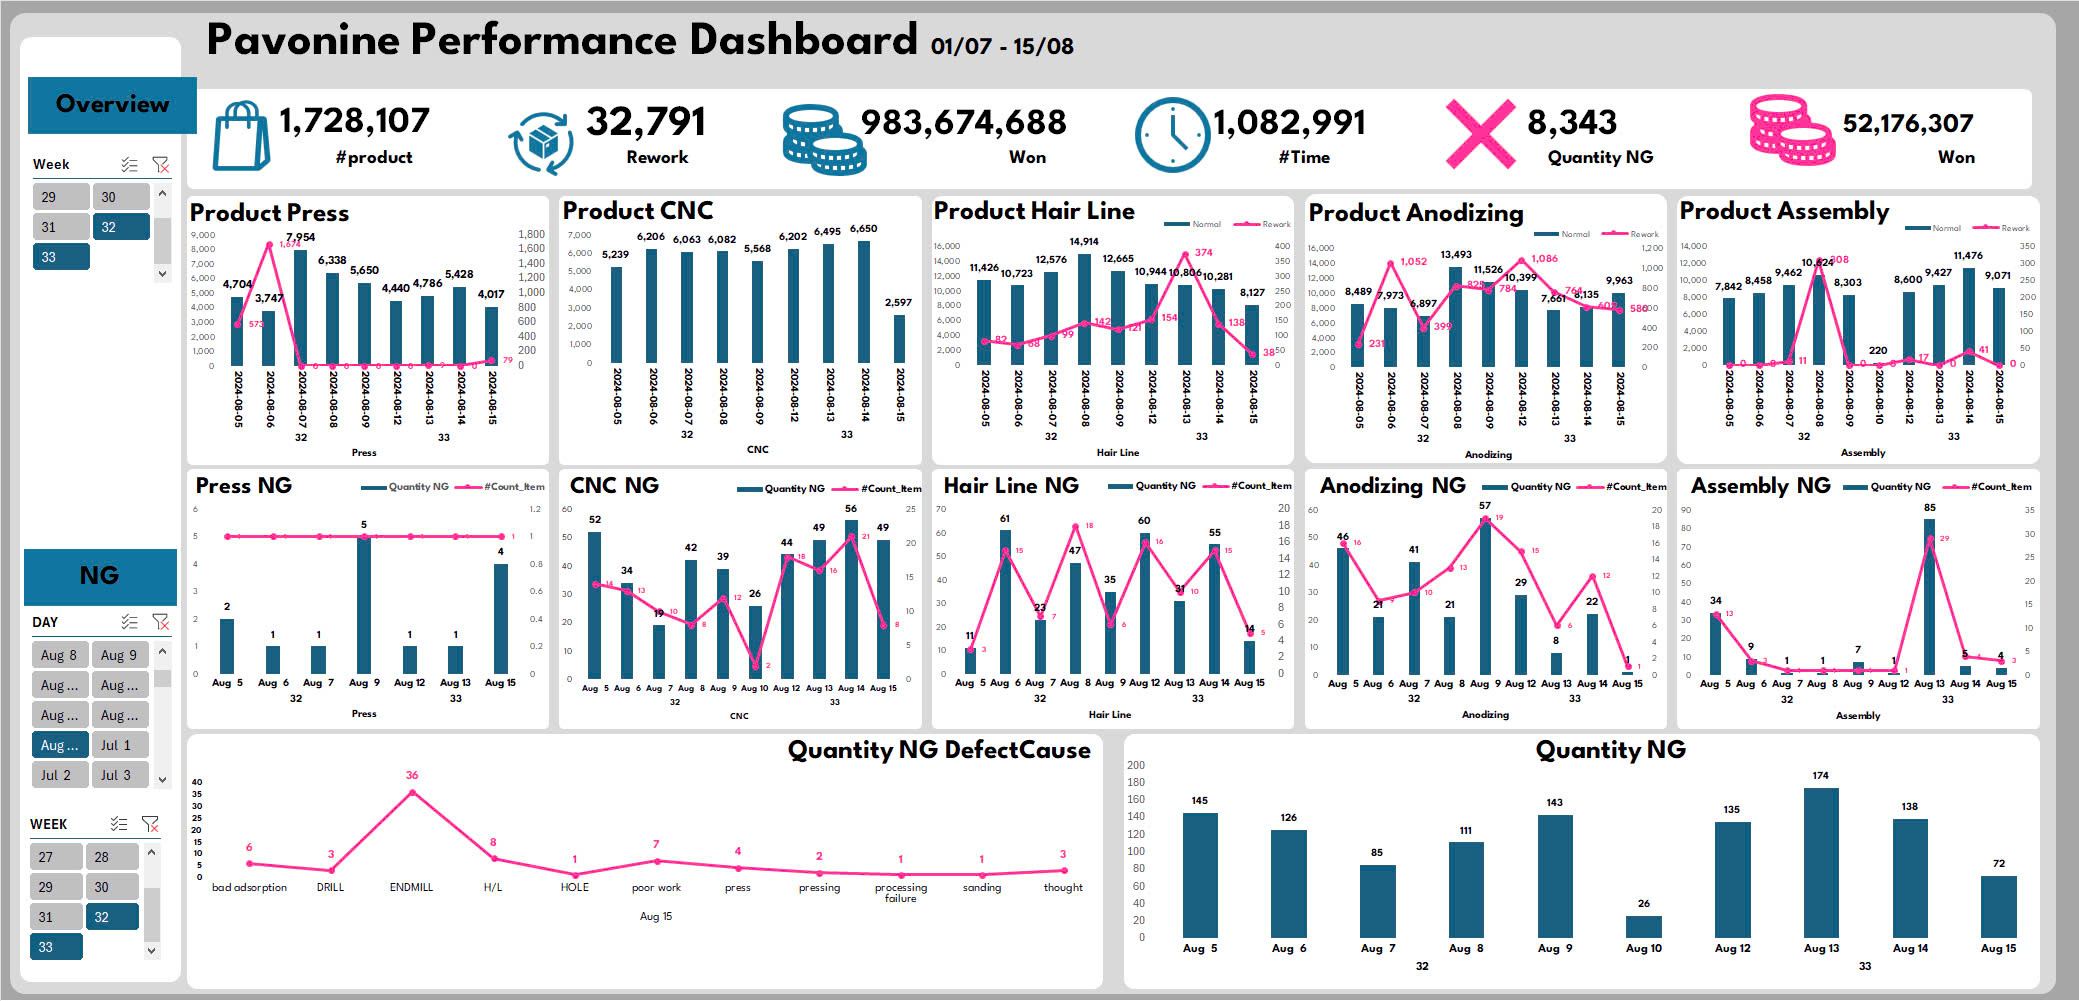 Pavonine Performance Dashboard 01/07 - 15/08
Overview
1,728,107
#product
32,791
Rework
983,674,688
Won
1,082,991
#Time
8,343
Quantity NG
52,176,307
Won
Week
29 30
31 32
33
NG
DAY
Aug 8 Aug 9
Aug ... Aug ...
Aug ... Aug ...
Aug ... Jul 1
Jul 2 Jul 3
WEEK
27 28
29 30
31 32
33
Product Press
9,000 8,000 7,000 6,000 5,000 4,000 3,000 2,000 1,000 0
4,704 3,747 7,954 6,338 5,650 4,440 4,786 5,428 4,017
573 1,674 0 0 0 0 0 79
1,800 1,600 1,400 1,200 1,000 800 600 400 200 0
2024-08-05 2024-08-06 2024-08-07 2024-08-08 2024-08-09 2024-08-12 2024-08-13 2024-08-14 2024-08-15
32 33
Press
Product CNC
7,000 6,000 5,000 4,000 3,000 2,000 1,000 0
5,239 6,206 6,063 6,082 5,568 6,202 6,495 6,650 2,597
2024-08-05 2024-08-06 2024-08-07 2024-08-08 2024-08-09 2024-08-12 2024-08-13 2024-08-14 2024-08-15
32 33
CNC
Product Hair Line
Normal Rework
16,000 14,000 12,000 10,000 8,000 6,000 4,000 2,000 0
11,426 10,723 12,576 14,914 12,665 10,944 10,806 10,281 8,127
82 68 99 142 121 154 374 138 38
400 350 300 250 200 150 100 50 0
2024-08-05 2024-08-06 2024-08-07 2024-08-08 2024-08-09 2024-08-12 2024-08-13 2024-08-14 2024-08-15
32 33
Hair Line
Product Anodizing
Normal Rework
16,000 14,000 12,000 10,000 8,000 6,000 4,000 2,000 0
8,489 7,973 6,897 13,493 11,526 10,399 7,661 8,135 9,963
231 1,052 399 825 784 1,086 764 580
1,200 1,000 800 600 400 200 0
2024-08-05 2024-08-06 2024-08-07 2024-08-08 2024-08-09 2024-08-12 2024-08-13 2024-08-14 2024-08-15
32 33
Anodizing
Product Assembly
Normal Rework
14,000 12,000 10,000 8,000 6,000 4,000 2,000 0
7,842 8,458 9,462 10,624 8,303 220 8,600 9,427 11,476 9,071
0 0 11 308 0 0 17 0 41 0
350 300 250 200 150 100 50 0
2024-08-05 2024-08-06 2024-08-07 2024-08-08 2024-08-09 2024-08-10 2024-08-12 2024-08-13 2024-08-14 2024-08-15
32 33
Assembly
Press NG
Quantity NG #Count_Item
6 5 4 3 2 1 0
2 1 1 5 1 1 4
1 1 1 1 1 1 1
1.2 1 0.8 0.6 0.4 0.2 0
Aug 5 Aug 6 Aug 7 Aug 9 Aug 12 Aug 13 Aug 15
32 33
Press
CNC NG
Quantity NG #Count_Item
60 50 40 30 20 10 0
52 34 19 42 39 26 44 49 56 49
14 13 10 8 12 2 18 16 21 8
25 20 15 10 5 0
Aug 5 Aug 6 Aug 7 Aug 8 Aug 9 Aug 10 Aug 12 Aug 13 Aug 14 Aug 15
32 33
CNC
Hair Line NG
Quantity NG #Count_Item
70 60 50 40 30 20 10 0
11 61 23 47 35 60 31 55 14
3 15 7 18 6 16 10 15 5
20 18 16 14 12 10 8 6 4 2 0
Aug 5 Aug 6 Aug 7 Aug 8 Aug 9 Aug 12 Aug 13 Aug 14 Aug 15
32 33
Hair Line
Anodizing NG
Quantity NG #Count_Item
60 50 40 30 20 10 0
46 21 41 21 57 29 8 22 1
16 9 10 13 19 15 6 12 1
20 18 16 14 12 10 8 6 4 2 0
Aug 5 Aug 6 Aug 7 Aug 8 Aug 9 Aug 12 Aug 13 Aug 14 Aug 15
32 33
Anodizing
Assembly NG
Quantity NG #Count_Item
90 80 70 60 50 40 30 20 10 0
34 9 1 1 7 1 85 5 4
13 3 1 1 1 1 29 4 3
35 30 25 20 15 10 5 0
Aug 5 Aug 6 Aug 7 Aug 8 Aug 9 Aug 12 Aug 13 Aug 14 Aug 15
32 33
Assembly
Quantity NG DefectCause
40 35 30 25 20 15 10 5 0
6 3 36 8 1 7 4 2 1 1 3
bad adsorption DRILL ENDMILL H/L HOLE poor work press pressing processing failure sanding thought
Aug 15
Quantity NG
200 180 160 140 120 100 80 60 40 20 0
145 126 85 111 143 26 135 174 138 72
Aug 5 Aug 6 Aug 7 Aug 8 Aug 9 Aug 10 Aug 12 Aug 13 Aug 14 Aug 15
32 33